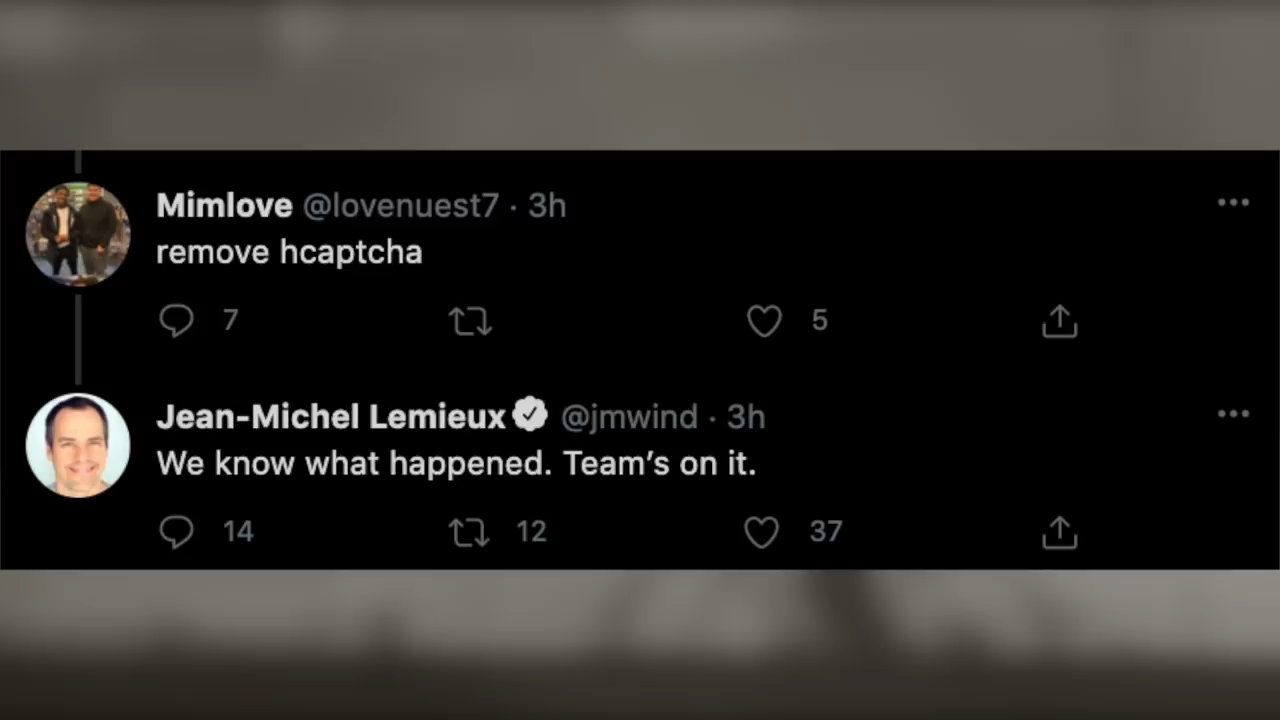 Mimlove @lovenuest7 · 3h
remove hcaptcha
7 5
Jean-Michel Lemieux @jmwind · 3h
We know what happened. Team's on it.
14 12 37